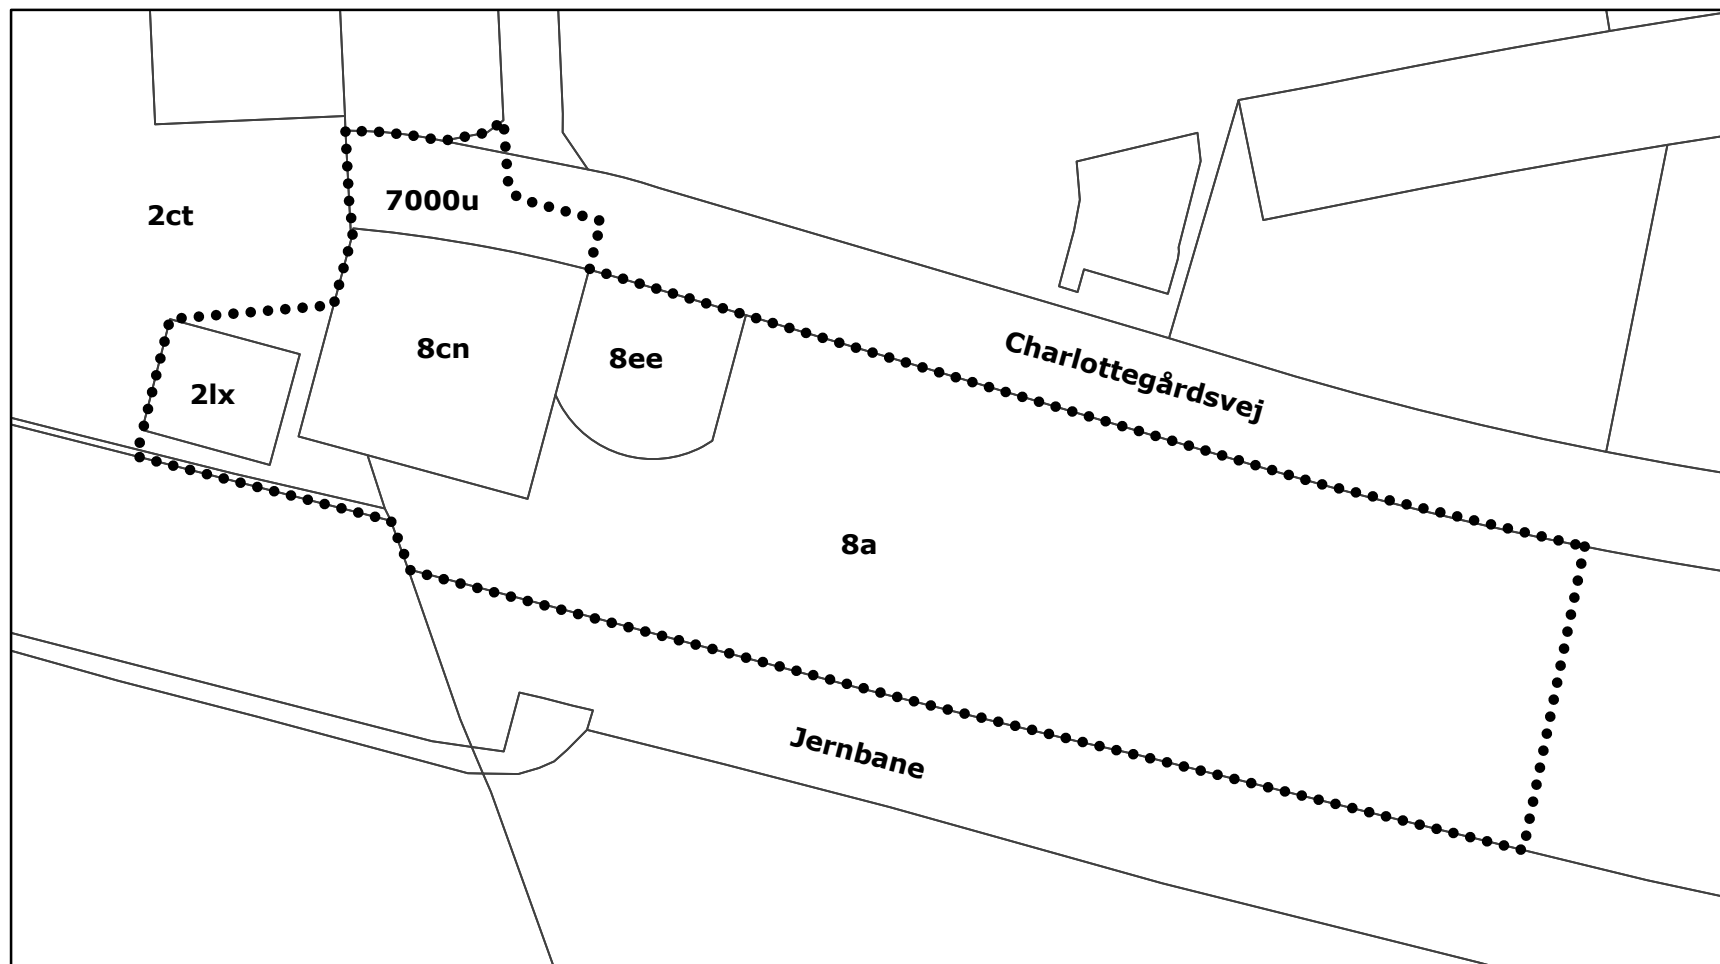 7000u
2ct
Charlottegårdsvej
8cn
8ee
2lx
8a
Jernbane